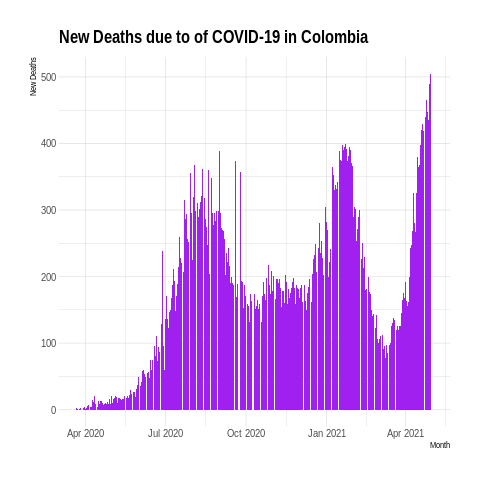 New Deaths due to of COVID-19 in Colombia
New Deaths
500
400
300
200
100
0
Apr 2020 Jul 2020 Oct 2020 Jan 2021 Apr 2021
Month